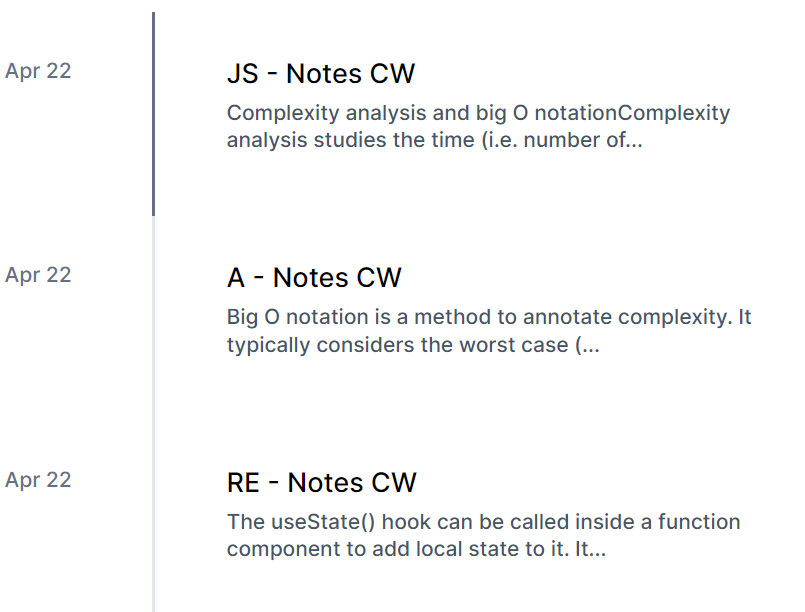 Apr 22
JS - Notes CW
Complexity analysis and big O notationComplexity
analysis studies the time (i.e. number of...
Apr 22
A - Notes CW
Big O notation is a method to annotate complexity. It
typically considers the worst case (...
Apr 22
RE - Notes CW
The useState() hook can be called inside a function
component to add local state to it. It...